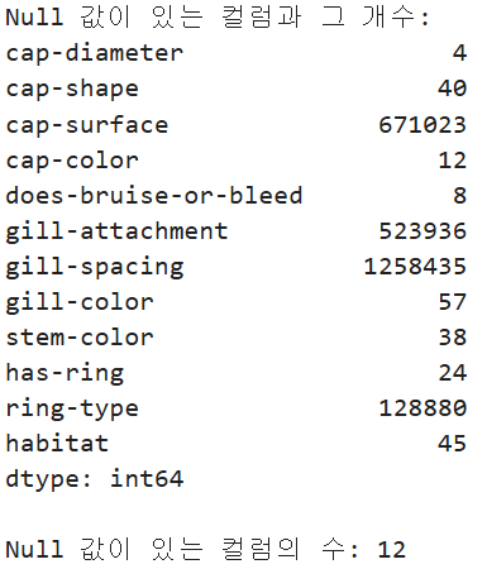 Null 값이 있는 컬럼과 그 개수:
cap-diameter 4
cap-shape 40
cap-surface 671023
cap-color 12
does-bruise-or-bleed 8
gill-attachment 523936
gill-spacing 1258435
gill-color 57
stem-color 38
has-ring 24
ring-type 128880
habitat 45
dtype: int64
Null 값이 있는 컬럼의 수: 12